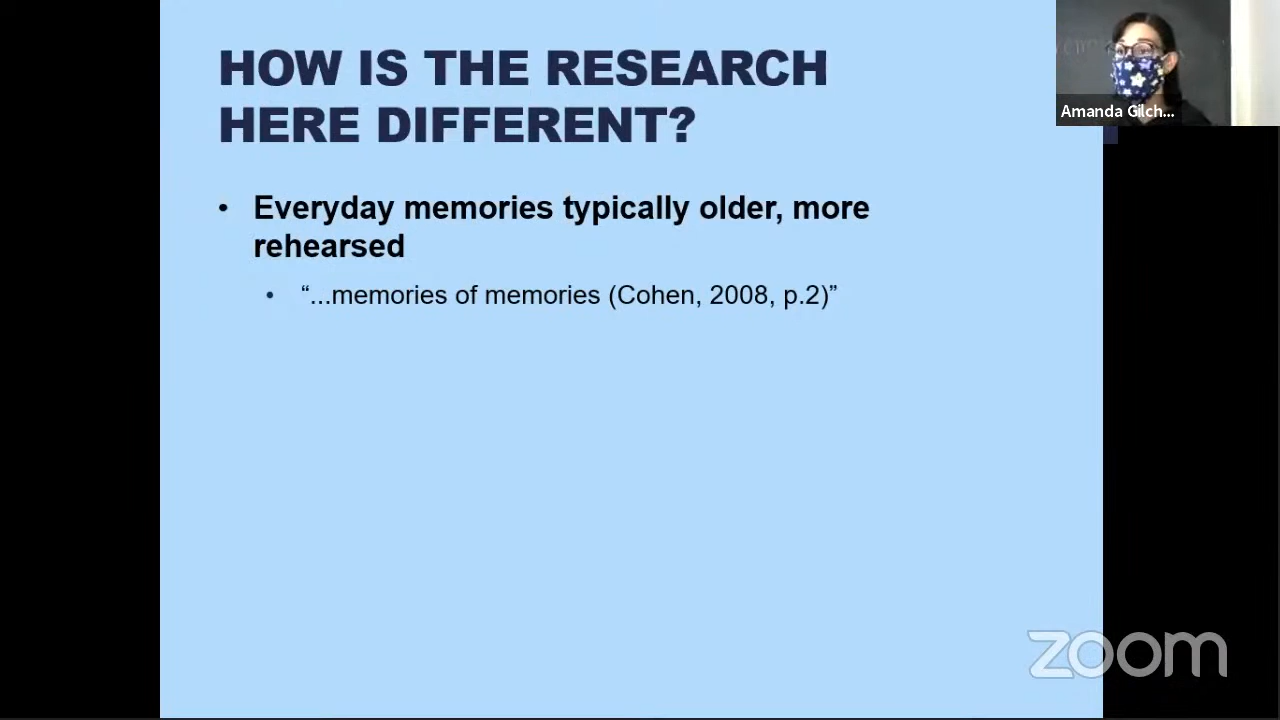 HOW IS THE RESEARCH
HERE DIFFERENT?
• Everyday memories typically older, more
rehearsed
• “...memories of memories (Cohen, 2008, p.2)”
Amanda Gilch...
zoom